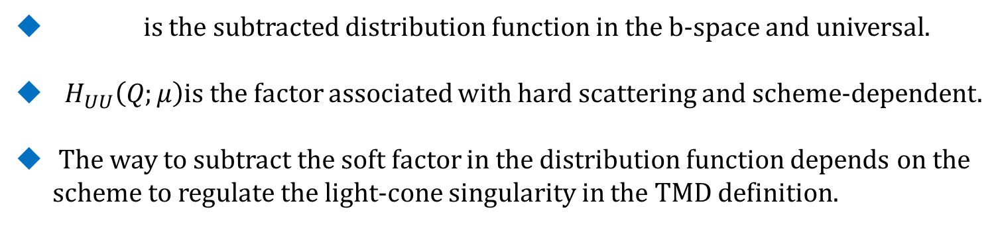 ◆ is the subtracted distribution function in the b-space and universal.
◆ H_{UU}(Q; μ)is the factor associated with hard scattering and scheme-dependent.
◆ The way to subtract the soft factor in the distribution function depends on the
scheme to regulate the light-cone singularity in the TMD definition.